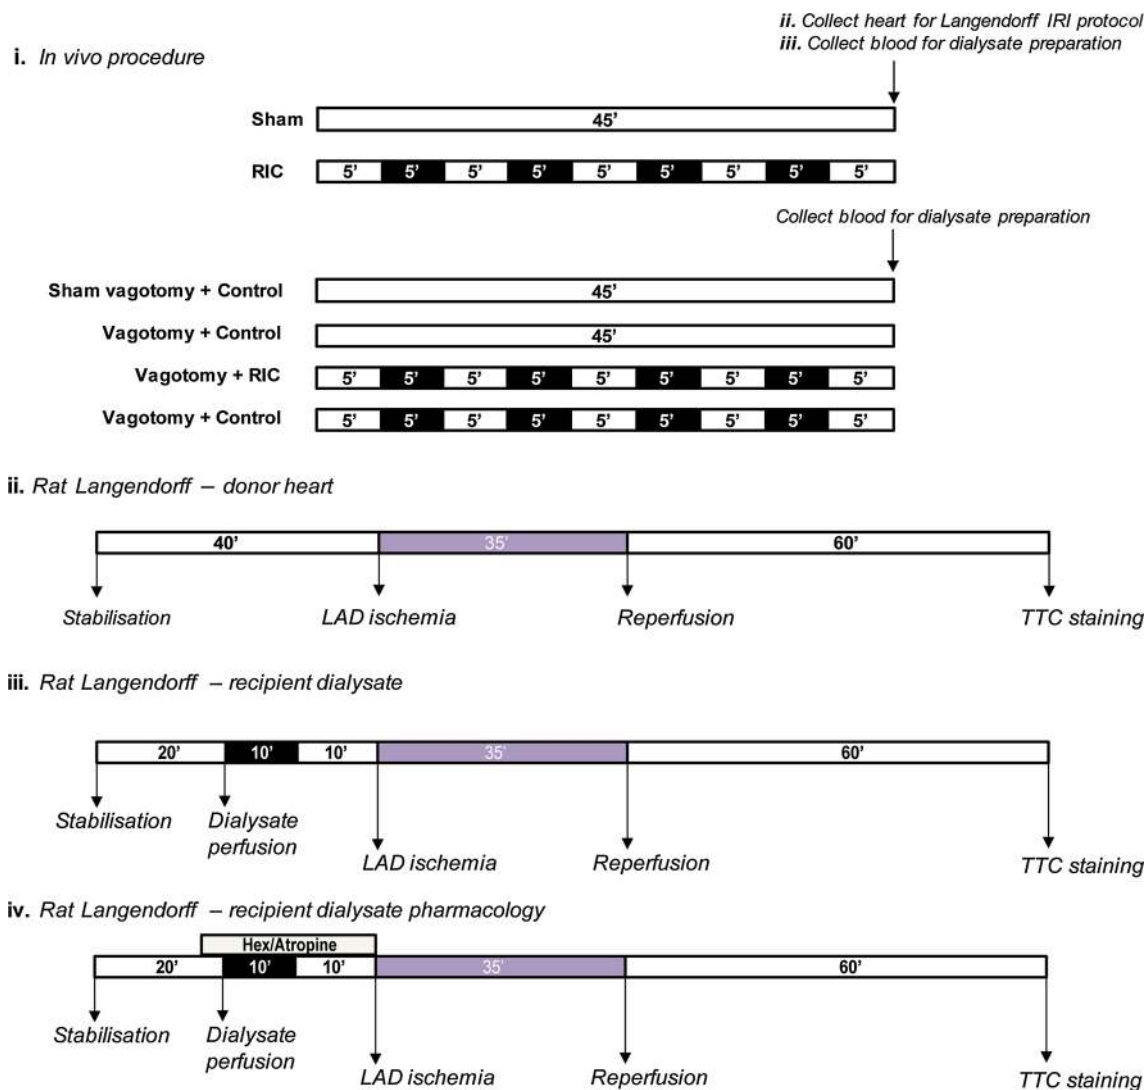 ii. Collect heart for Langendorff IRI protocol
iii. Collect blood for dialysate preparation
i. In vivo procedure
Sham 45'
RIC 5' 5' 5' 5' 5' 5' 5' 5' 5'
Collect blood for dialysate preparation
Sham vagotomy + Control 45'
Vagotomy + Control 45'
Vagotomy + RIC 5' 5' 5' 5' 5' 5' 5' 5' 5'
Vagotomy + Control 5' 5' 5' 5' 5' 5' 5' 5' 5'
ii. Rat Langendorff – donor heart
40' 35' 60'
Stabilisation LAD ischemia Reperfusion TTC staining
iii. Rat Langendorff – recipient dialysate
20' 10' 10' 35' 60'
Stabilisation Dialysate
perfusion
LAD ischemia Reperfusion TTC staining
iv. Rat Langendorff – recipient dialysate pharmacology
Hex/Atropine
20' 10' 10' 35' 60'
Stabilisation Dialysate
perfusion
LAD ischemia Reperfusion TTC staining